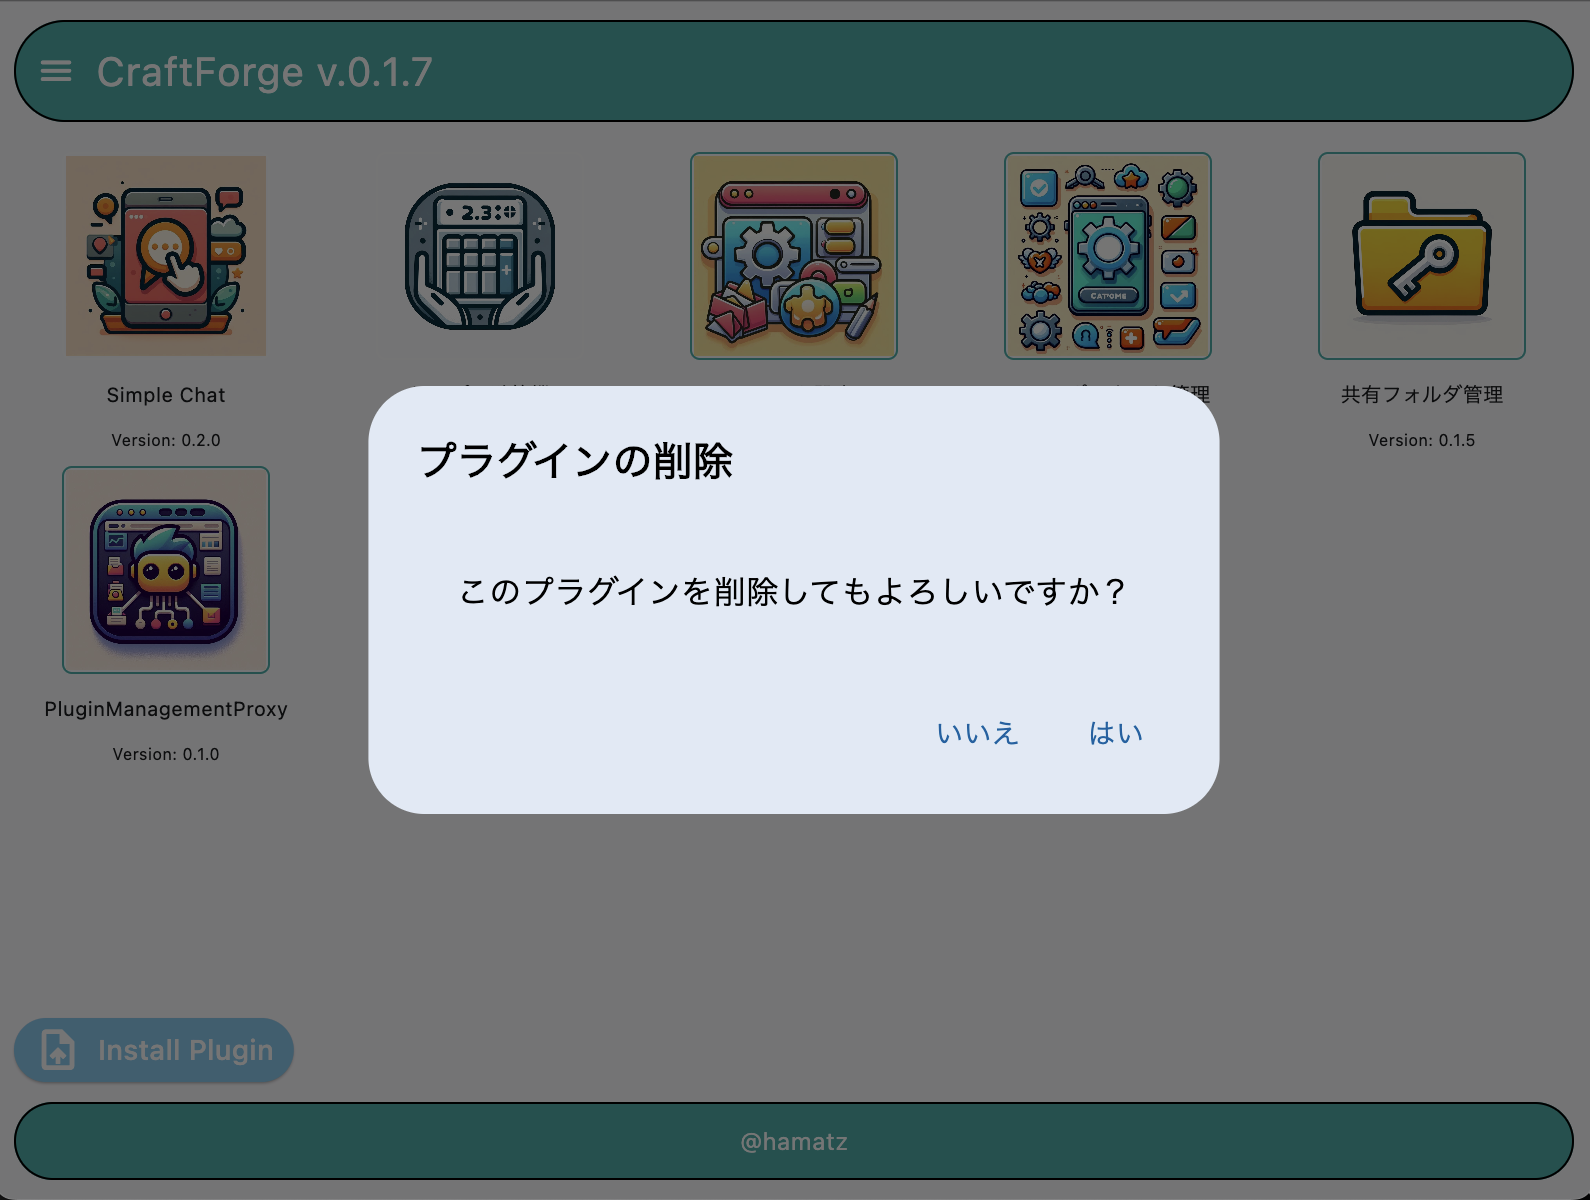 CraftForge v.0.1.7
2.3:
CATOMS
Simple Chat
管理
共有フォルダ管理
Version: 0.2.0
Version: 0.1.5
プラグインの削除
このプラグインを削除してもよろしいですか？
PluginManagementProxy
いいえ
はい
Version: 0.1.0
Install Plugin
@hamatz